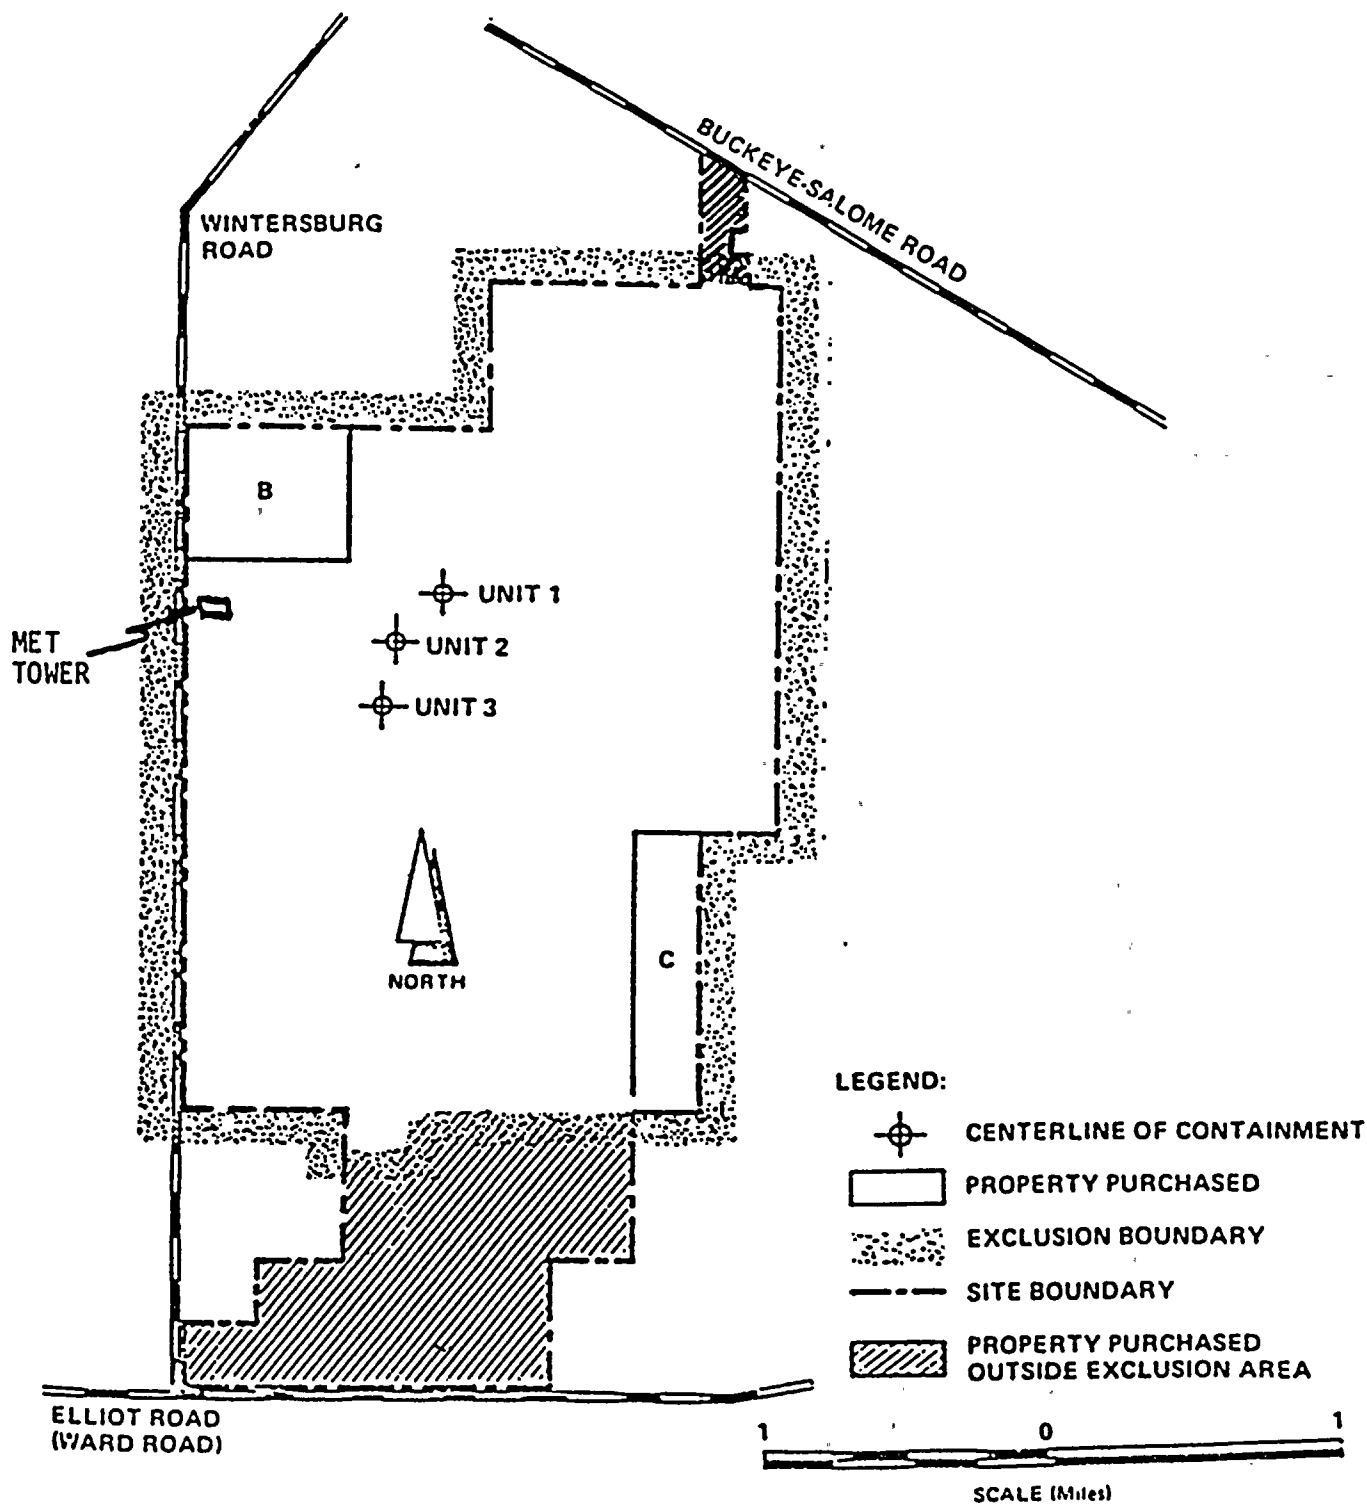 BUCKEYE-SALOME ROAD
WINTERSBURG
ROAD
B
UNIT 1
MET
TOWER
UNIT 2
UNIT 3
C
NORTH
LEGEND:
CENTERLINE OF CONTAINMENT
PROPERTY PURCHASED
EXCLUSION BOUNDARY
SITE BOUNDARY
PROPERTY PURCHASED
OUTSIDE EXCLUSION AREA
ELLIOT ROAD
(WARD ROAD)
1 0 1
SCALE (Miles)